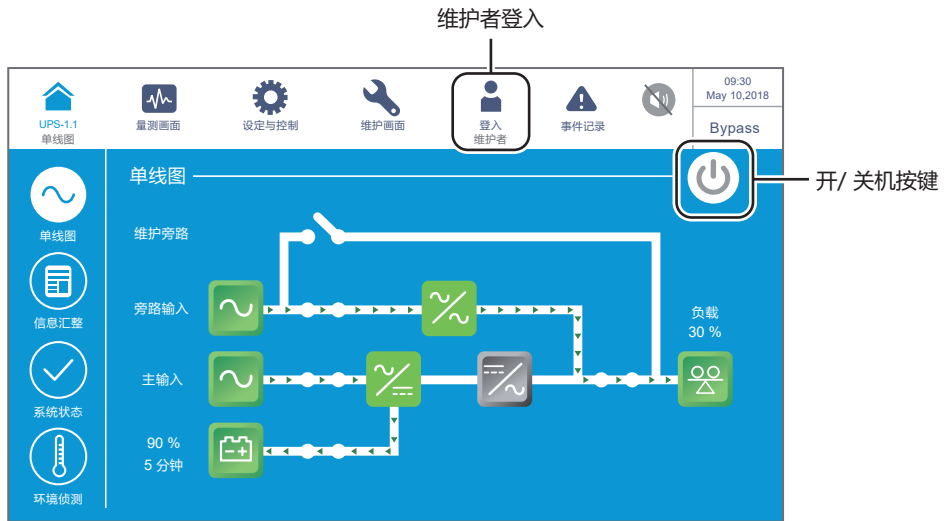 维护者登入
UPS-1.1
单线图
量测画面
设定与控制
维护画面
登入
维护者
事件记录
09:30
May 10,2018
Bypass
单线图
开/ 关机按键
单线图
维护旁路
信息汇整
旁路输入
负载
30 %
主输入
系统状态
90 %
5 分钟
环境侦测